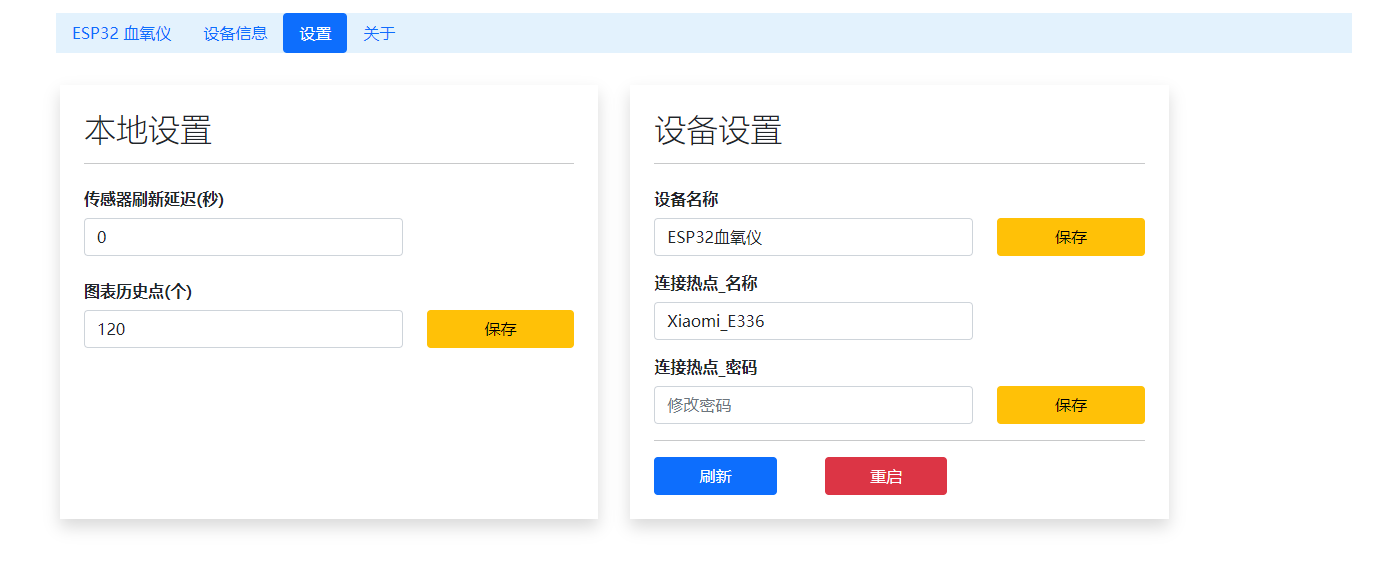 ESP32 血氧仪 设备信息 设置 关于
本地设置
传感器刷新延迟(秒)
0
图表历史点(个)
120 保存
设备设置
设备名称
ESP32血氧仪 保存
连接热点_名称
Xiaomi_E336
连接热点_密码
修改密码 保存
刷新 重启